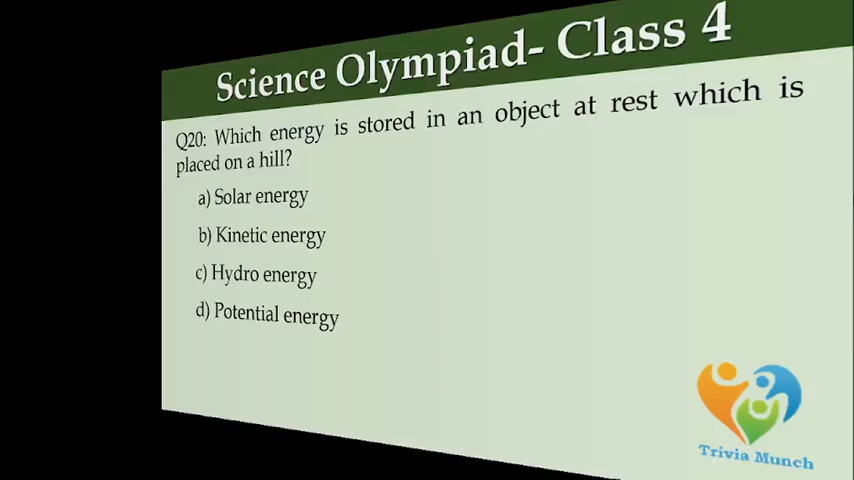 Science Olympiad- Class 4
Q20: Which energy is stored in an object at rest which is
placed on a hill?
a) Solar energy
b) Kinetic energy
c) Hydro energy
d) Potential energy
Trivia Munch